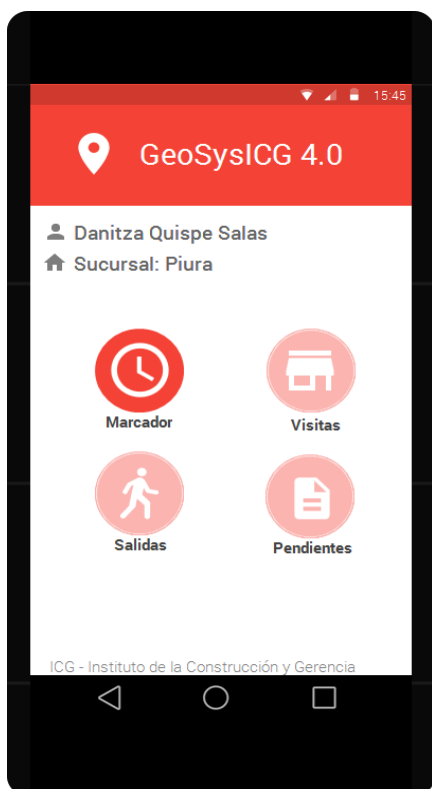 15:45
GeoSysICG 4.0
Danitza Quispe Salas
Sucursal: Piura
Marcador
Visitas
Salidas
Pendientes
ICG - Instituto de la Construcción y Gerencia